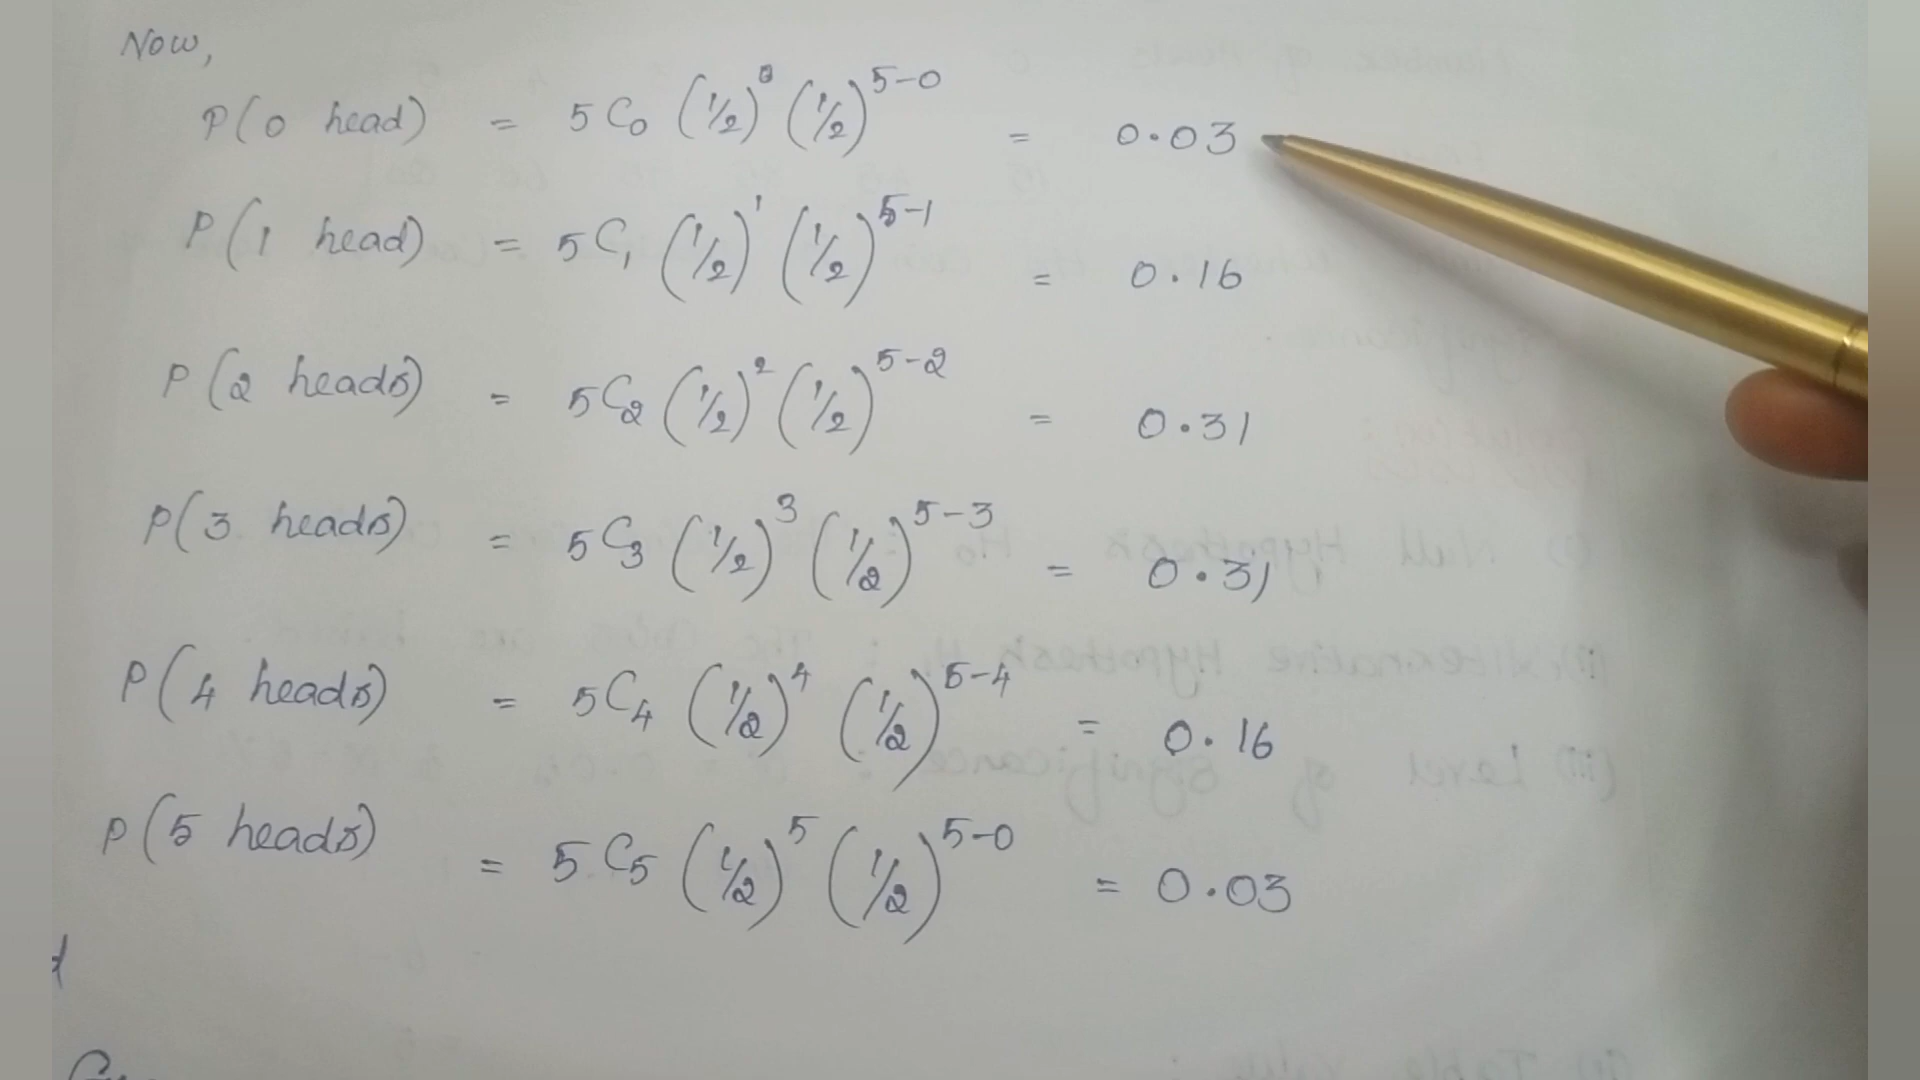 Now,
P(0 head) = 5C₀ (1/2)⁰ (1/2)⁵⁻⁰ = 0.03
P(1 head) = 5C₁ (1/2)¹ (1/2)⁵⁻¹ = 0.16
P(2 heads) = 5C₂ (1/2)² (1/2)⁵⁻² = 0.31
P(3 heads) = 5C₃ (1/2)³ (1/2)⁵⁻³ = 0.31
P(4 heads) = 5C₄ (1/2)⁴ (1/2)⁵⁻⁴ = 0.16
P(5 heads) = 5C₅ (1/2)⁵ (1/2)⁵⁻⁰ = 0.03